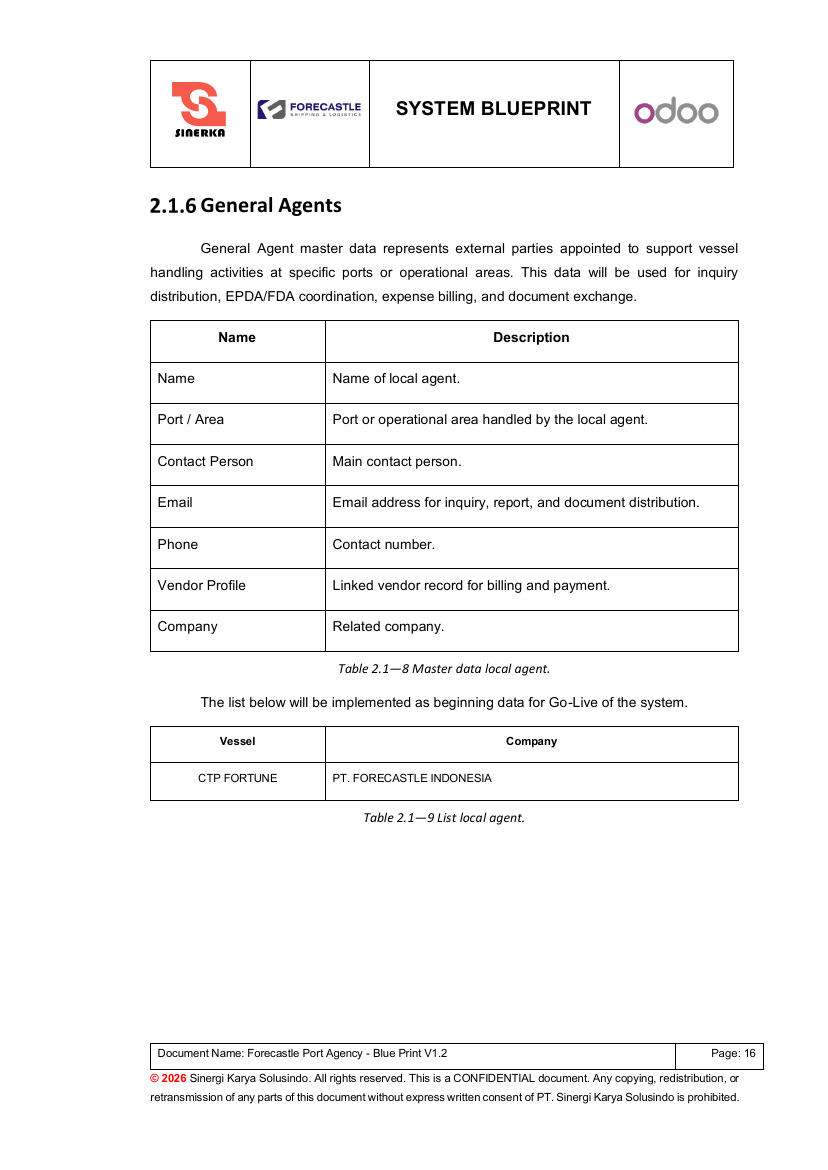 SINERKA
FORECASTLE
SHIPPING & LOGISTICS
SYSTEM BLUEPRINT
odoo
2.1.6 General Agents
General Agent master data represents external parties appointed to support vessel
handling activities at specific ports or operational areas. This data will be used for inquiry
distribution, EPDA/FDA coordination, expense billing, and document exchange.
Name Description
Name Name of local agent.
Port / Area Port or operational area handled by the local agent.
Contact Person Main contact person.
Email Email address for inquiry, report, and document distribution.
Phone Contact number.
Vendor Profile Linked vendor record for billing and payment.
Company Related company.
Table 2.1—8 Master data local agent.
The list below will be implemented as beginning data for Go-Live of the system.
Vessel Company
CTP FORTUNE PT. FORECASTLE INDONESIA
Table 2.1—9 List local agent.
Document Name: Forecastle Port Agency - Blue Print V1.2 Page: 16
© 2026 Sinergi Karya Solusindo. All rights reserved. This is a CONFIDENTIAL document. Any copying, redistribution, or
retransmission of any parts of this document without express written consent of PT. Sinergi Karya Solusindo is prohibited.